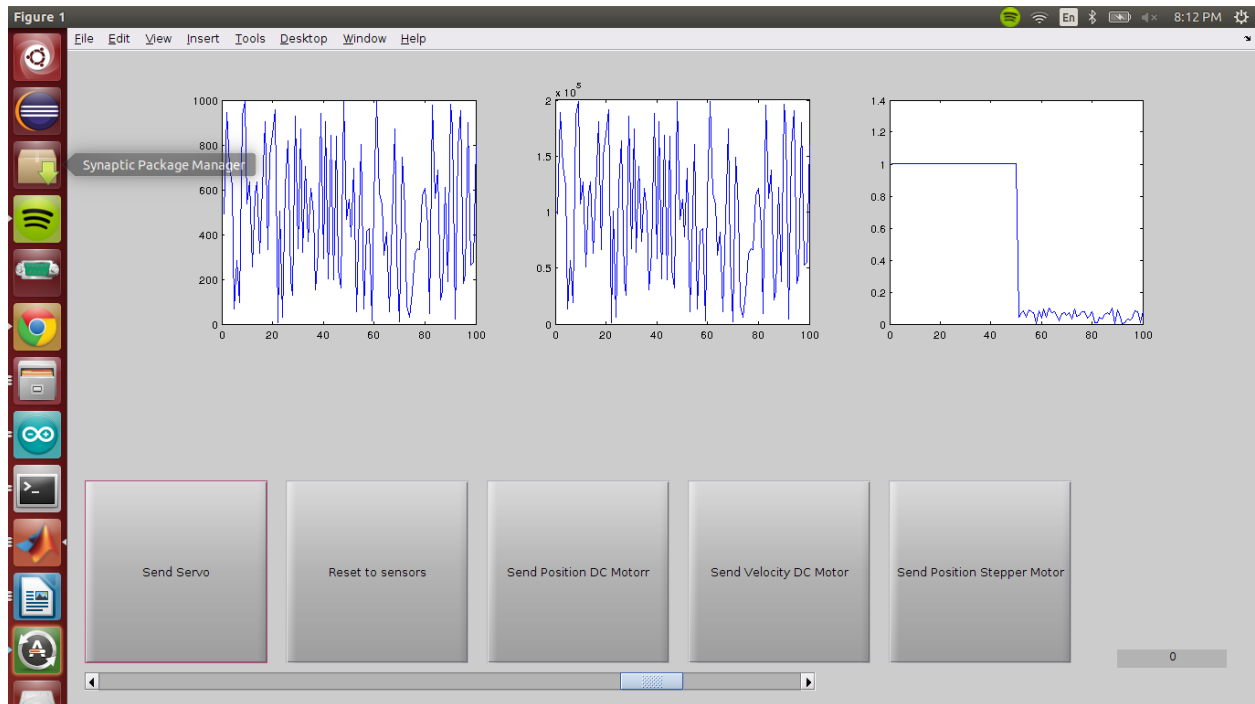 Figure 1
En
8:12 PM
File Edit View Insert Tools Desktop Window Help
Synaptic Package Manager
1000
800
600
400
200
0
0 20 40 60 80 100
x 10^5
2
1.5
1
0.5
0
0 20 40 60 80 100
1.4
1.2
1
0.8
0.6
0.4
0.2
0
0 20 40 60 80 100
Send Servo
Reset to sensors
Send Position DC Motorr
Send Velocity DC Motor
Send Position Stepper Motor
0